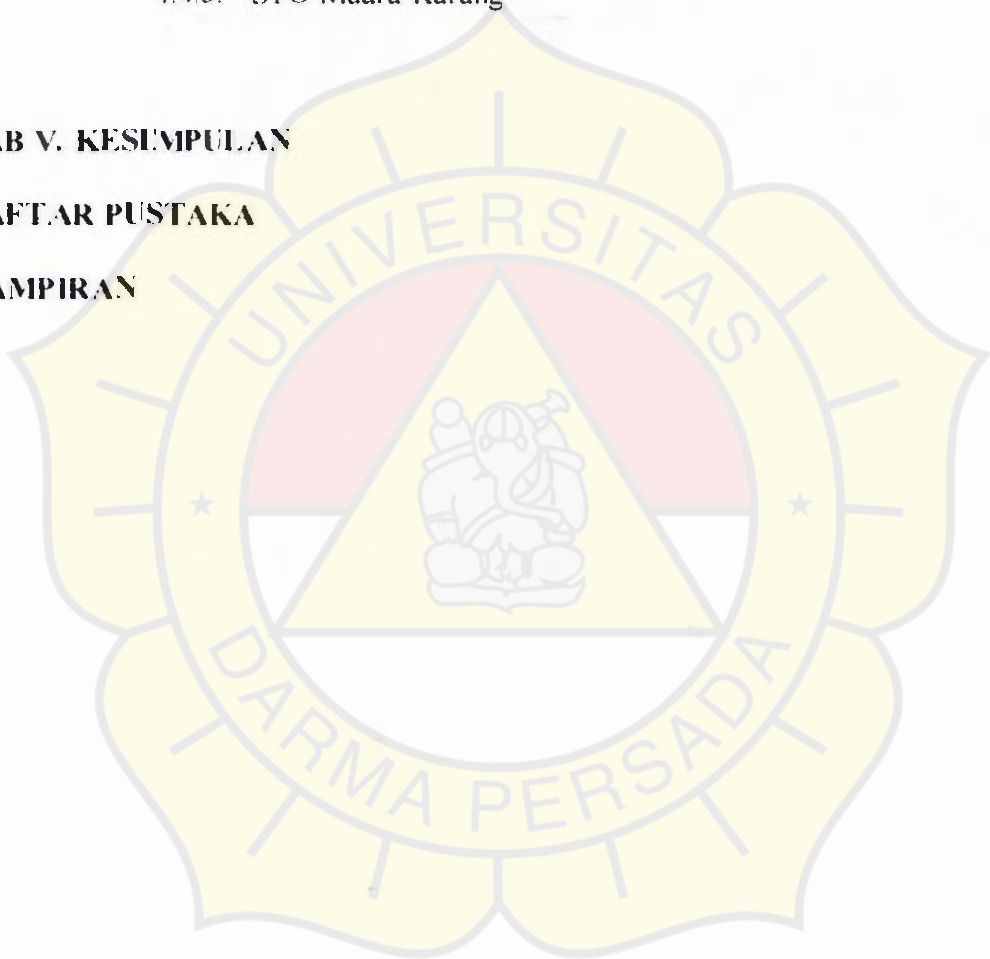 Muara Karang
AB V. KESIMPULAN
AFTAR PUSTAKA
AMPIRAN
UNIVERSITAS
DARMA PERSADA